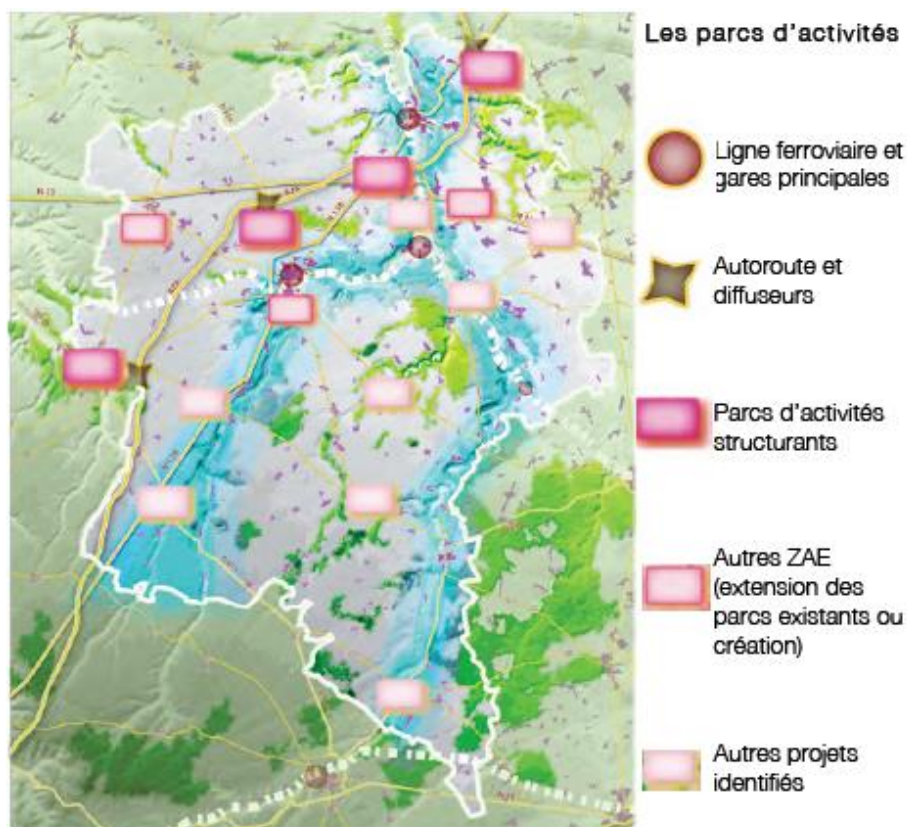 Les parcs d'activités
Ligne ferroviaire et
gares principales
Autoroute et
diffuseurs
Parcs d'activités
structurants
Autres ZAE
(extension des
parcs existants ou
création)
Autres projets
identifiés
N 13